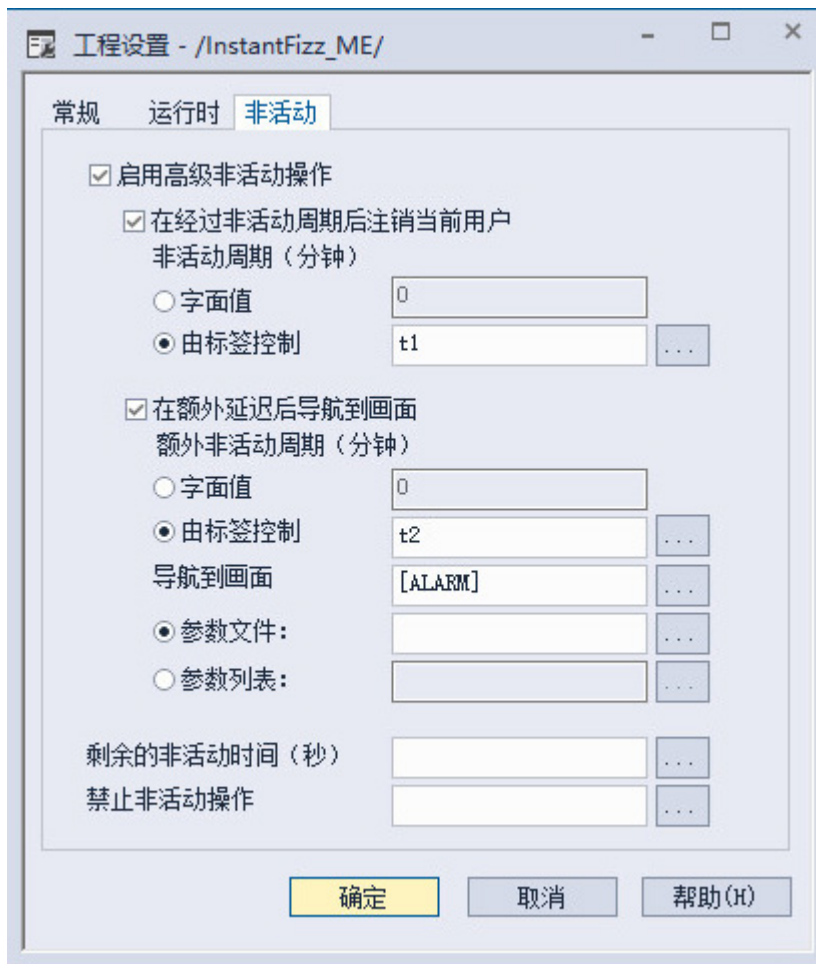 工程设置 - /InstantFizz_ME/
常规 运行时 非活动
启用高级非活动操作
在经过非活动周期后注销当前用户
非活动周期（分钟）
字面值 0
由标签控制 t1 ...
在额外延迟后导航到画面
额外非活动周期（分钟）
字面值 0
由标签控制 t2 ...
导航到画面 [ALARM] ...
参数文件： ...
参数列表： ...
剩余的非活动时间（秒） ...
禁止非活动操作 ...
确定 取消 帮助(H)